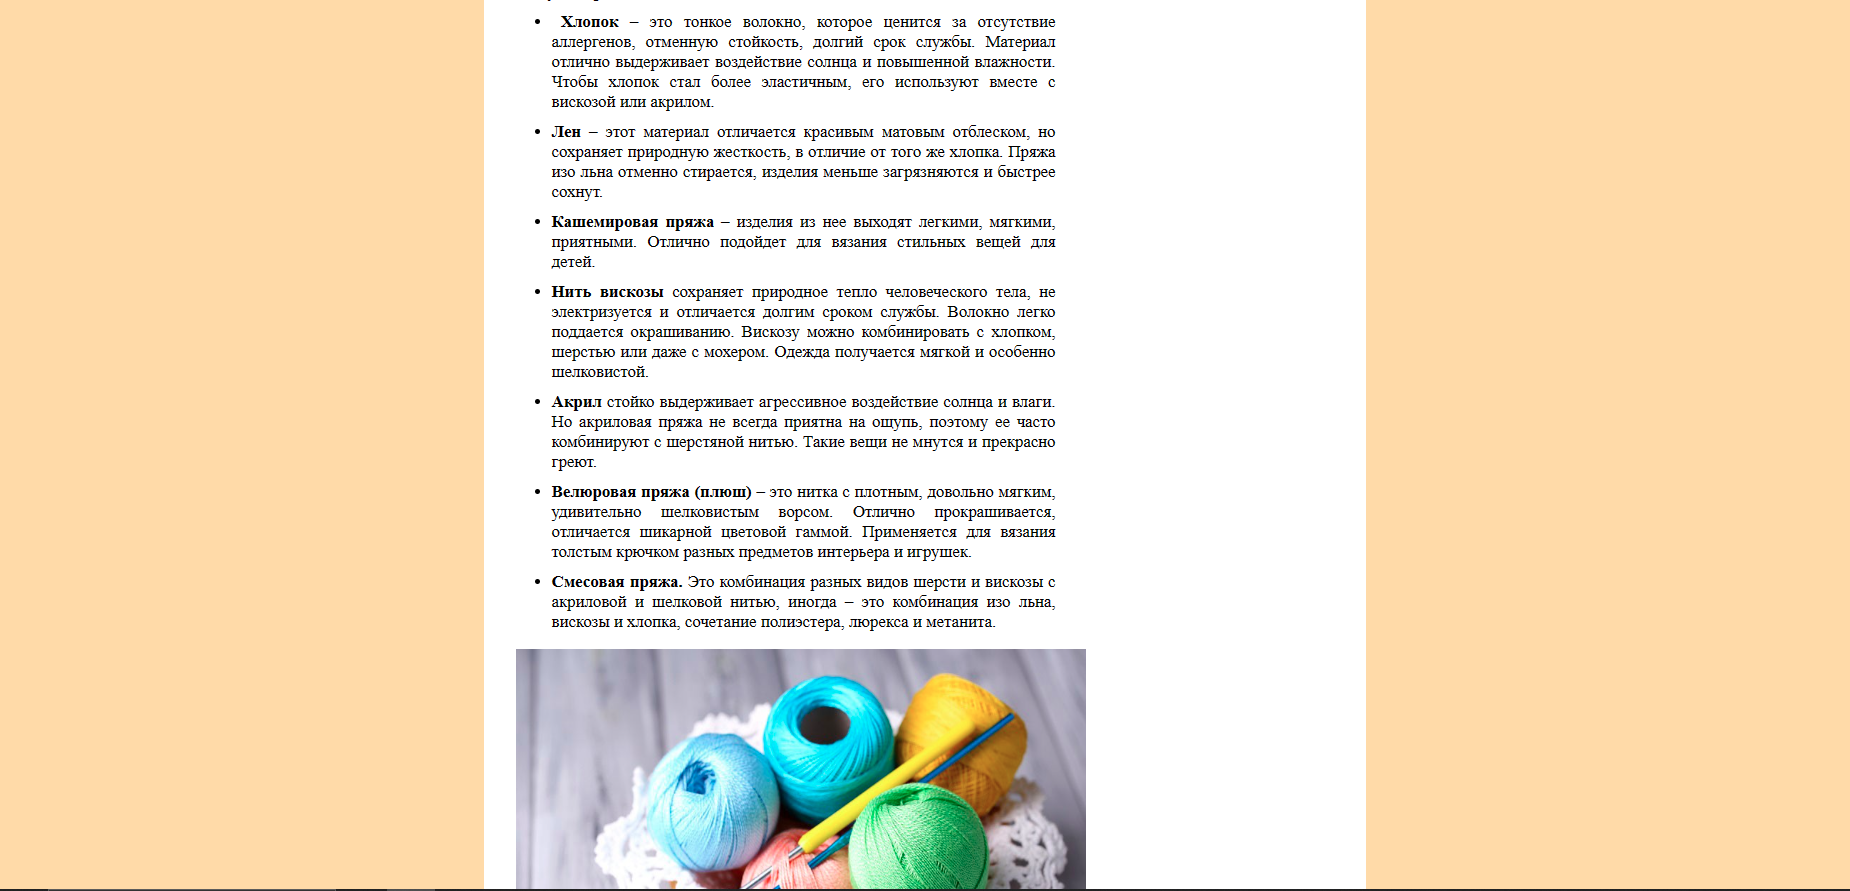 • Хлопок – это тонкое волокно, которое ценится за отсутствие
аллергенов, отменную стойкость, долгий срок службы. Материал
отлично выдерживает воздействие солнца и повышенной влажности.
Чтобы хлопок стал более эластичным, его используют вместе с
вискозой или акрилом.
• Лен – этот материал отличается красивым матовым отблеском, но
сохраняет природную жесткость, в отличие от того же хлопка. Пряжа
изо льна отменно стирается, изделия меньше загрязняются и быстрее
сохнут.
• Кашемировая пряжа – изделия из нее выходят легкими, мягкими,
приятными. Отлично подойдет для вязания стильных вещей для
детей.
• Нить вискозы сохраняет природное тепло человеческого тела, не
электризуется и отличается долгим сроком службы. Волокно легко
поддается окрашиванию. Вискозу можно комбинировать с хлопком,
шерстью или даже с мохером. Одежда получается мягкой и особенно
шелковистой.
• Акрил стойко выдерживает агрессивное воздействие солнца и влаги.
Но акриловая пряжа не всегда приятна на ощупь, поэтому ее часто
комбинируют с шерстяной нитью. Такие вещи не мнутся и прекрасно
греют.
• Велюровая пряжа (плюш) – это нитка с плотным, довольно мягким,
удивительно шелковистым ворсом. Отлично прокрашивается,
отличается шикарной цветовой гаммой. Применяется для вязания
толстым крючком разных предметов интерьера и игрушек.
• Смесовая пряжа. Это комбинация разных видов шерсти и вискозы с
акриловой и шелковой нитью, иногда – это комбинация изо льна,
вискозы и хлопка, сочетание полиэстера, люрекса и метанита.